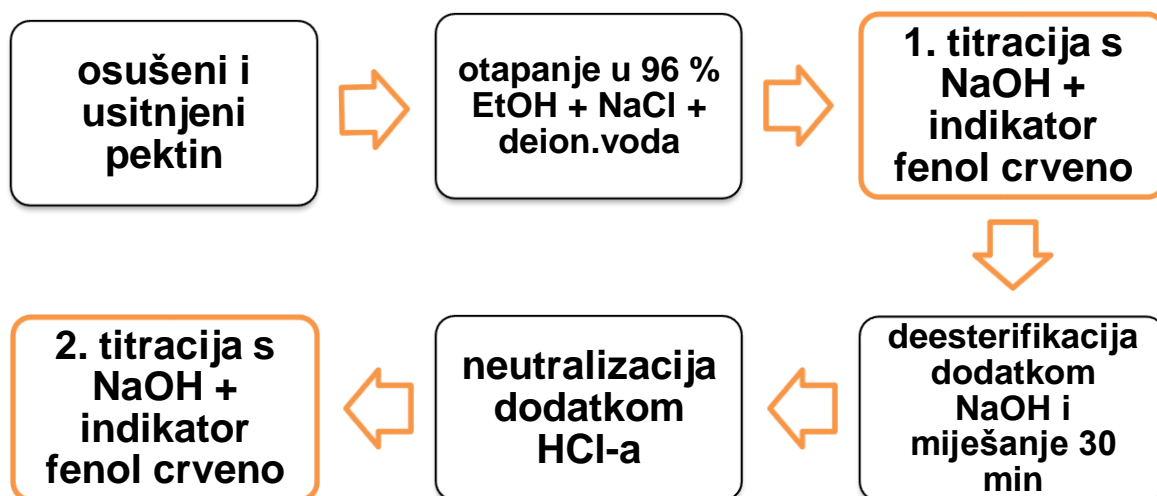 osušeni i
usitnjeni
pektin
otapanje u 96 %
EtOH + NaCl +
deion.voda
1. titracija s
NaOH +
indikator
fenol crveno
deesterifikacija
dodatkom
NaOH i
miješanje 30
min
neutralizacija
dodatkom
HCl-a
2. titracija s
NaOH +
indikator
fenol crveno